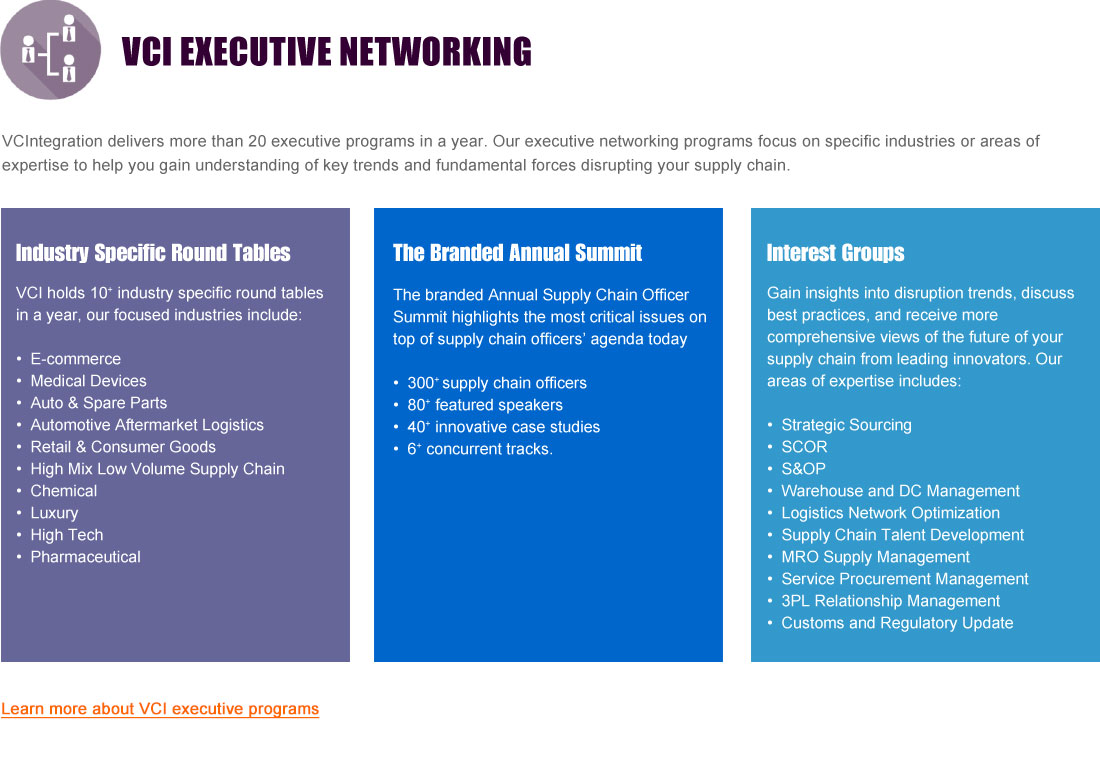 VCI EXECUTIVE NETWORKING
VCIntegration delivers more than 20 executive programs in a year. Our executive networking programs focus on specific industries or areas of
expertise to help you gain understanding of key trends and fundamental forces disrupting your supply chain.
Industry Specific Round Tables
VCI holds 10+ industry specific round tables
in a year, our focused industries include:
• E-commerce
• Medical Devices
• Auto & Spare Parts
• Automotive Aftermarket Logistics
• Retail & Consumer Goods
• High Mix Low Volume Supply Chain
• Chemical
• Luxury
• High Tech
• Pharmaceutical
The Branded Annual Summit
The branded Annual Supply Chain Officer
Summit highlights the most critical issues on
top of supply chain officers’ agenda today
• 300+ supply chain officers
• 80+ featured speakers
• 40+ innovative case studies
• 6+ concurrent tracks.
Interest Groups
Gain insights into disruption trends, discuss
best practices, and receive more
comprehensive views of the future of your
supply chain from leading innovators. Our
areas of expertise includes:
• Strategic Sourcing
• SCOR
• S&OP
• Warehouse and DC Management
• Logistics Network Optimization
• Supply Chain Talent Development
• MRO Supply Management
• Service Procurement Management
• 3PL Relationship Management
• Customs and Regulatory Update
Learn more about VCI executive programs